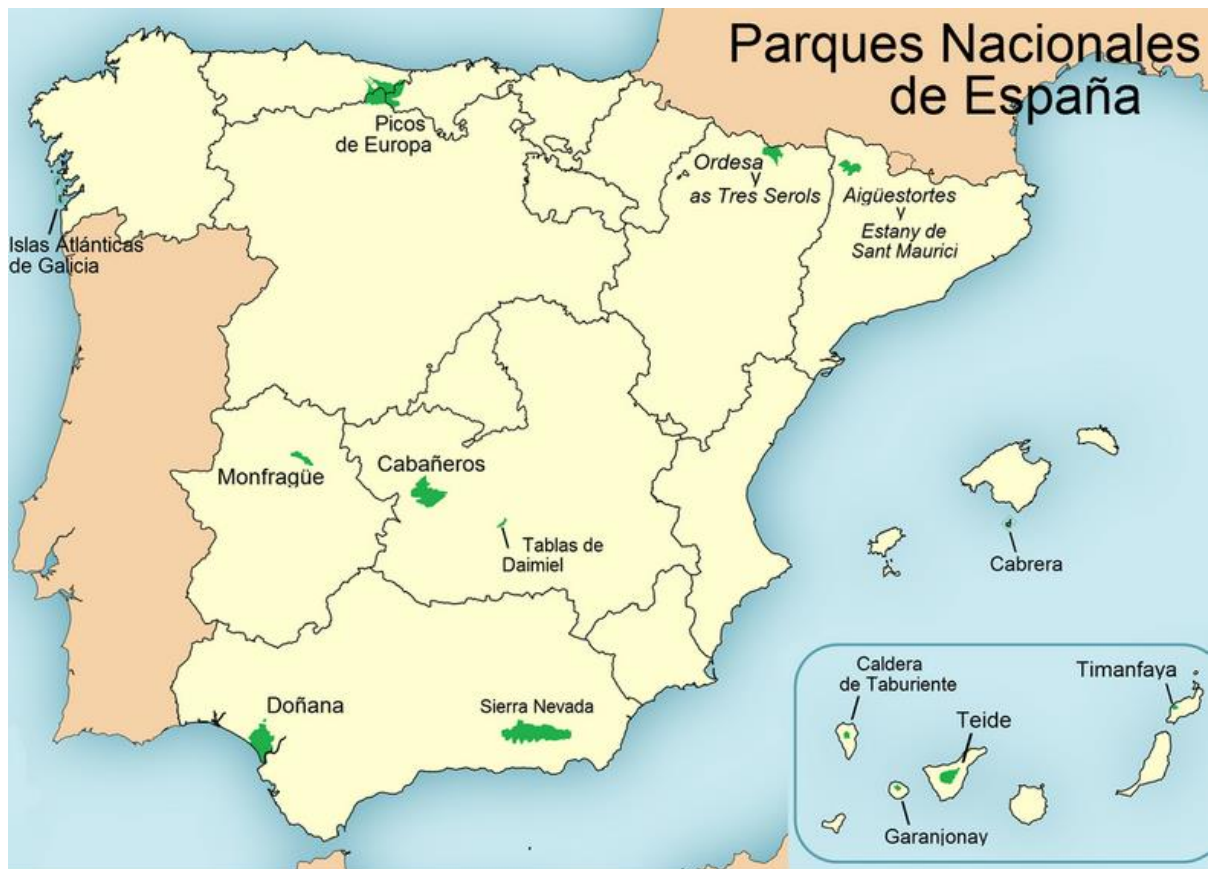 Parques Nacionales
de España
Picos
de Europa
Ordesa
y
as Tres Serols
Aigüestortes
y
Estany de
Sant Maurici
Islas Atlánticas
de Galicia
Monfragüe
Cabañeros
Tablas de
Daimiel
Cabrera
Doñana
Sierra Nevada
Caldera
de Taburiente
Timanfaya
Teide
Garanjonay